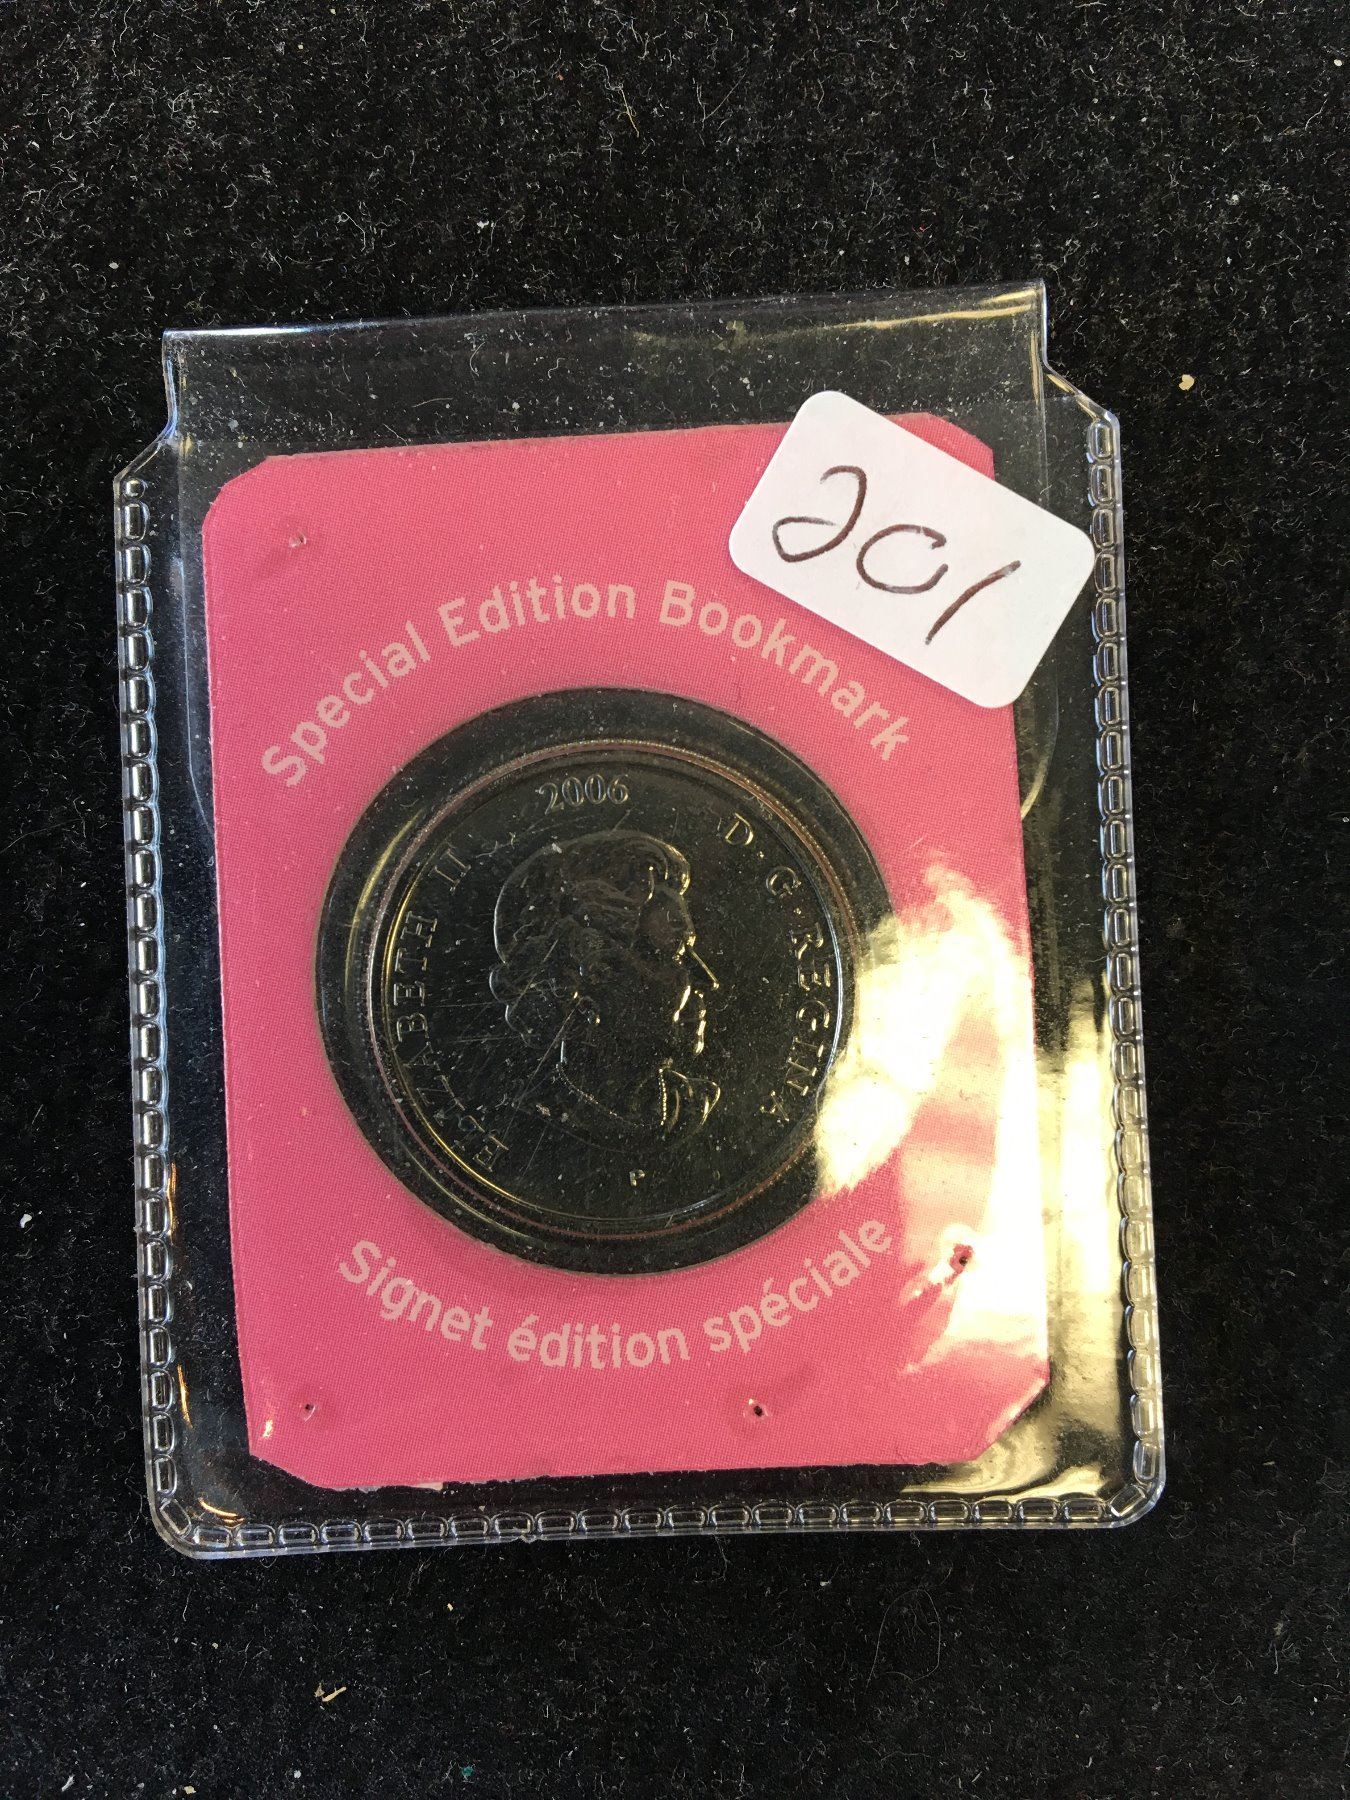 201
Special Edition Bookmark
2006
ELIZABETH II
D·G·REGINA
P
Signet édition spéciale